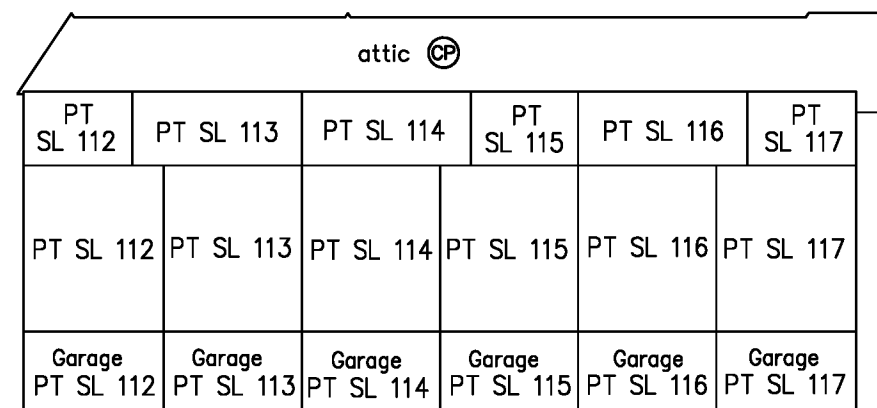 attic CP
PT
SL 112
PT SL 113
PT SL 114
PT
SL 115
PT SL 116
PT
SL 117
PT SL 112
PT SL 113
PT SL 114
PT SL 115
PT SL 116
PT SL 117
Garage
PT SL 112
Garage
PT SL 113
Garage
PT SL 114
Garage
PT SL 115
Garage
PT SL 116
Garage
PT SL 117